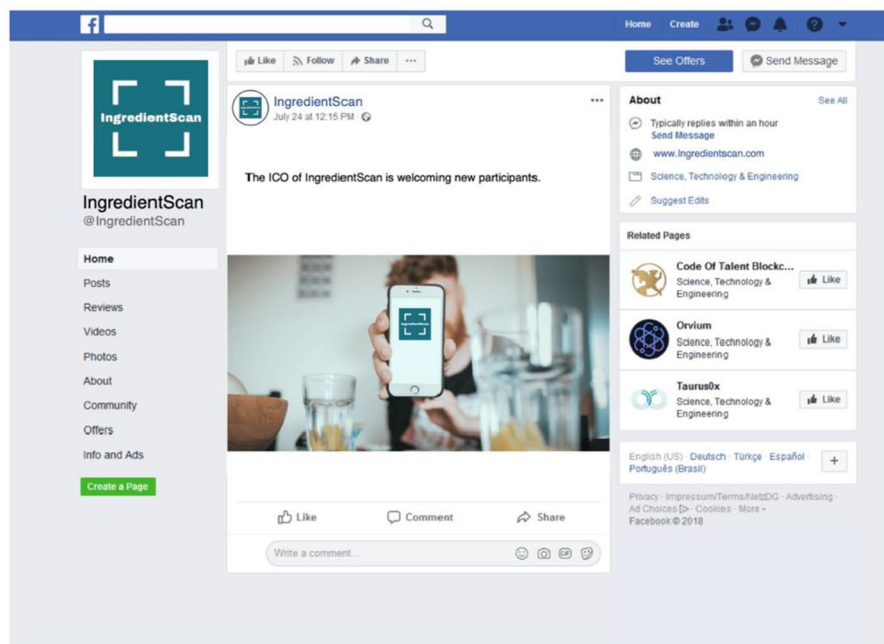 f
Home Create
IngredientScan
IngredientScan
@IngredientScan
Home
Posts
Reviews
Videos
Photos
About
Community
Offers
Info and Ads
Create a Page
Like Follow Share ...
See Offers Send Message
IngredientScan
IngredientScan
July 24 at 12:15 PM ·
The ICO of IngredientScan is welcoming new participants.
IngredientScan
Like Comment Share
Write a comment...
GIF
About See All
Typically replies within an hour
Send Message
www.Ingredientscan.com
Science, Technology & Engineering
Suggest Edits
Related Pages
Code Of Talent Blockc...
Science, Technology &
Engineering
Like
Orvium
Science, Technology &
Engineering
Like
Taurus0x
Science, Technology &
Engineering
Like
English (US) · Deutsch · Türkçe · Español ·
Português (Brasil)
+
Privacy · Impressum/Terms/NetzDG · Advertising ·
Ad Choices · Cookies · More
Facebook © 2018